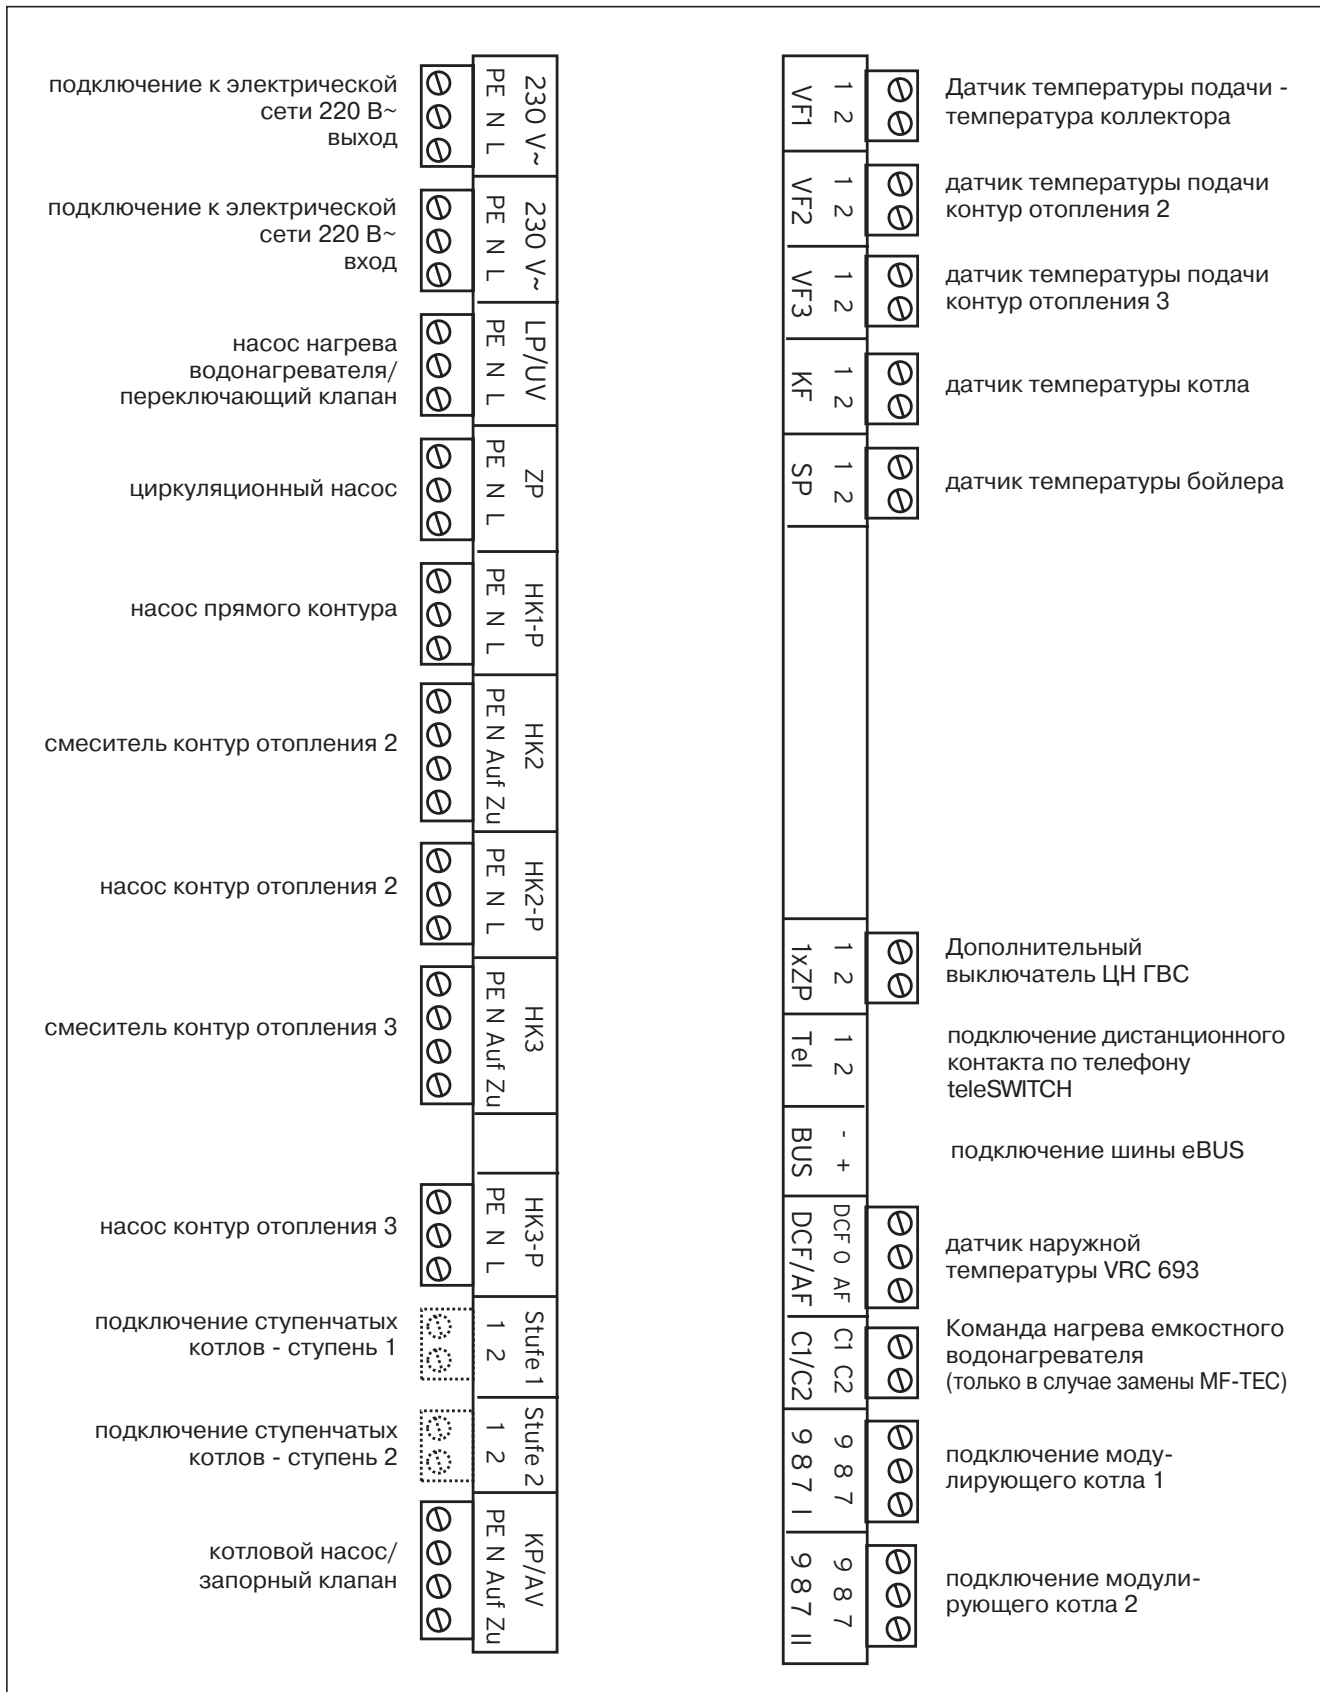 подключение к электрической
сети 220 В~
выход
PE N L
230 V~
подключение к электрической
сети 220 В~
вход
PE N L
230 V~
насос нагрева
водонагревателя/
переключающий клапан
PE N L
LP/UV
циркуляционный насос
PE N L
ZP
насос прямого контура
PE N L
HK1-P
смеситель контур отопления 2
PE N Auf Zu
HK2
насос контур отопления 2
PE N L
HK2-P
смеситель контур отопления 3
PE N Auf Zu
HK3
насос контур отопления 3
PE N L
HK3-P
подключение ступенчатых
котлов - ступень 1
1 2
Stufe 1
подключение ступенчатых
котлов - ступень 2
1 2
Stufe 2
котловой насос/
запорный клапан
PE N Auf Zu
KP/AV
VF1
1 2
Датчик температуры подачи -
температура коллектора
VF2
1 2
датчик температуры подачи
контур отопления 2
VF3
1 2
датчик температуры подачи
контур отопления 3
KF
1 2
датчик температуры котла
SP
1 2
датчик температуры бойлера
1xZP
1 2
Дополнительный
выключатель ЦН ГВС
Tel
1 2
подключение дистанционного
контакта по телефону
teleSWITCH
BUS
- +
подключение шины eBUS
DCF/AF
DCF O AF
датчик наружной
температуры VRC 693
C1/C2
C1 C2
Команда нагрева емкостного
водонагревателя
(только в случае замены MF-TEC)
9 8 7 I
9 8 7
подключение моду-
лирующего котла 1
9 8 7 II
9 8 7
подключение модули-
рующего котла 2